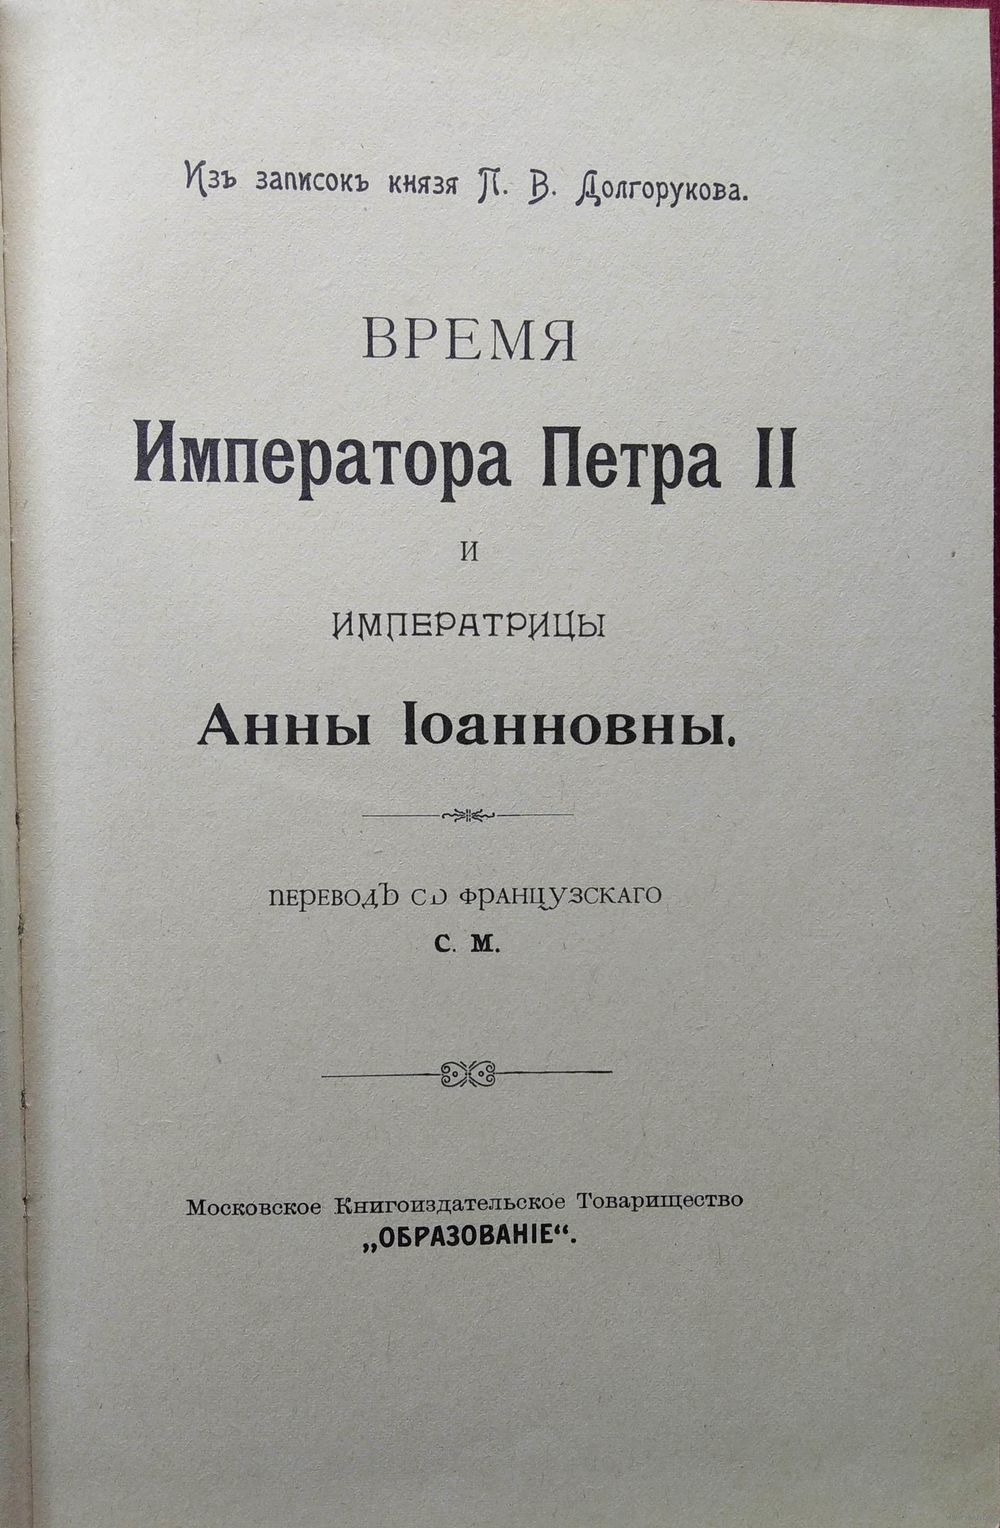 Изъ записокъ князя П. В. Долгорукова.
ВРЕМЯ
Императора Петра II
И
ИМПЕРАТРИЦЫ
Анны Іоанновны.
ПЕРЕВОДЪ СЪ ФРАНЦУЗСКАГО
С. М.
Московское Книгоиздательское Товарищество
„ОБРАЗОВАНІЕ“.